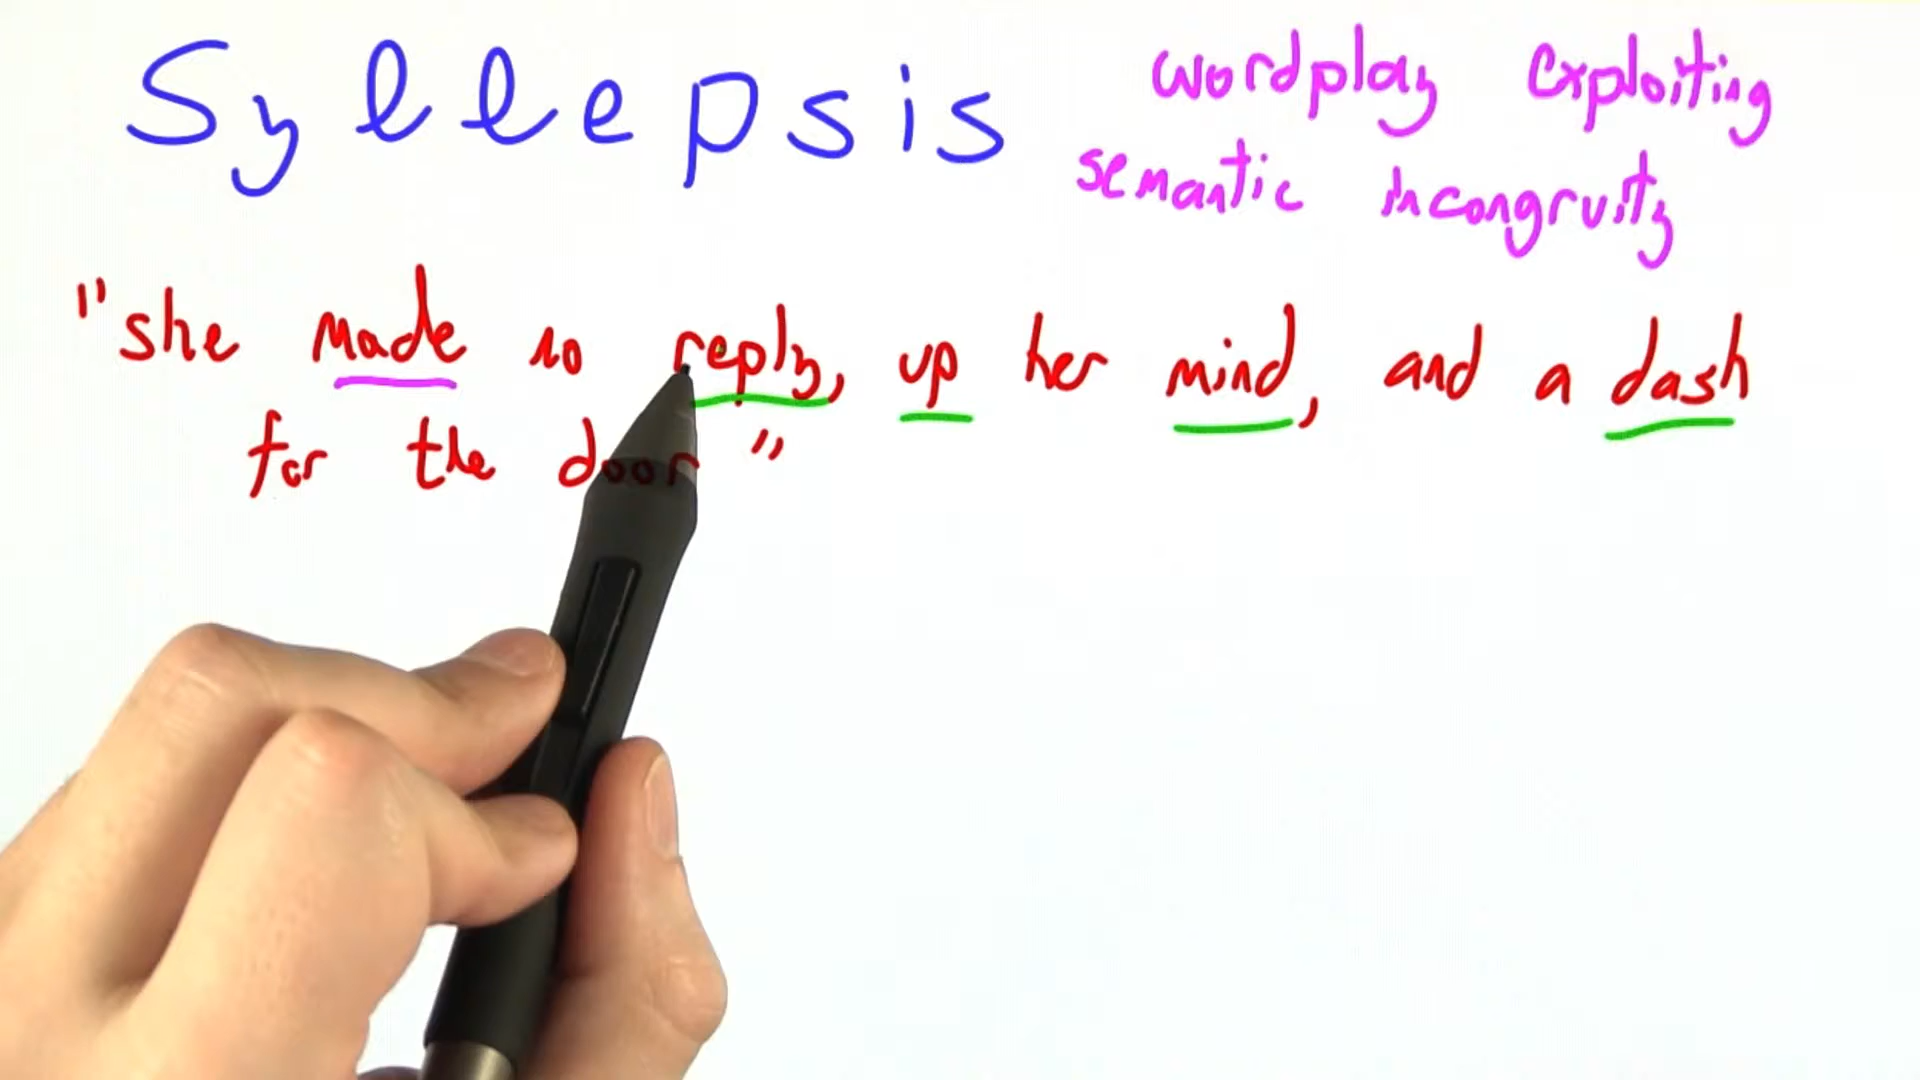 Syllepsis
wordplay exploiting
semantic incongruity
"she made no reply, up her mind, and a dash
for the door"